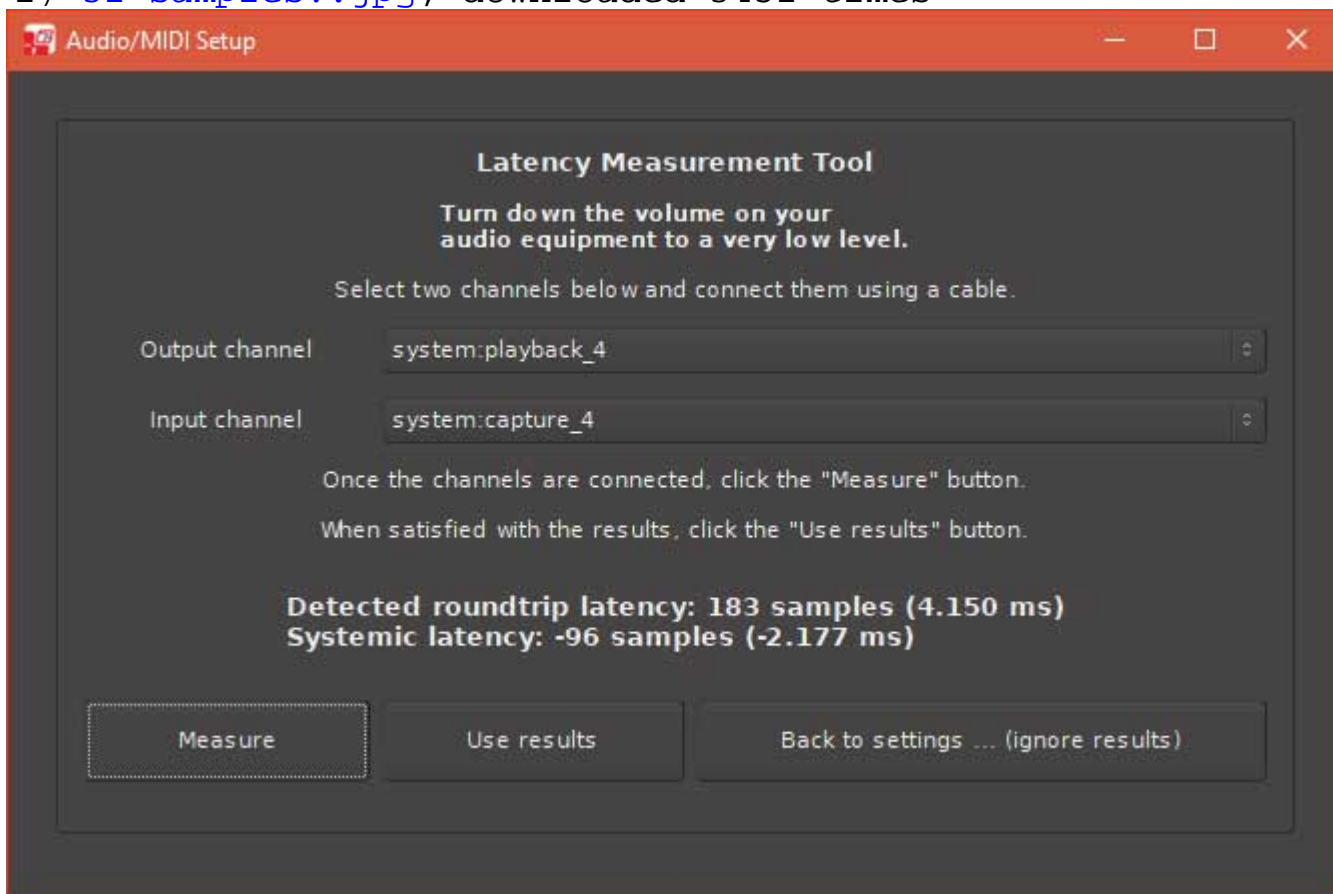 Audio/MIDI Setup
Latency Measurement Tool
Turn down the volume on your
audio equipment to a very low level.
Select two channels below and connect them using a cable.
Output channel system:playback_4
Input channel system:capture_4
Once the channels are connected, click the "Measure" button.
When satisfied with the results, click the "Use results" button.
Detected roundtrip latency: 183 samples (4.150 ms)
Systemic latency: -96 samples (-2.177 ms)
Measure Use results Back to settings ... (ignore results)